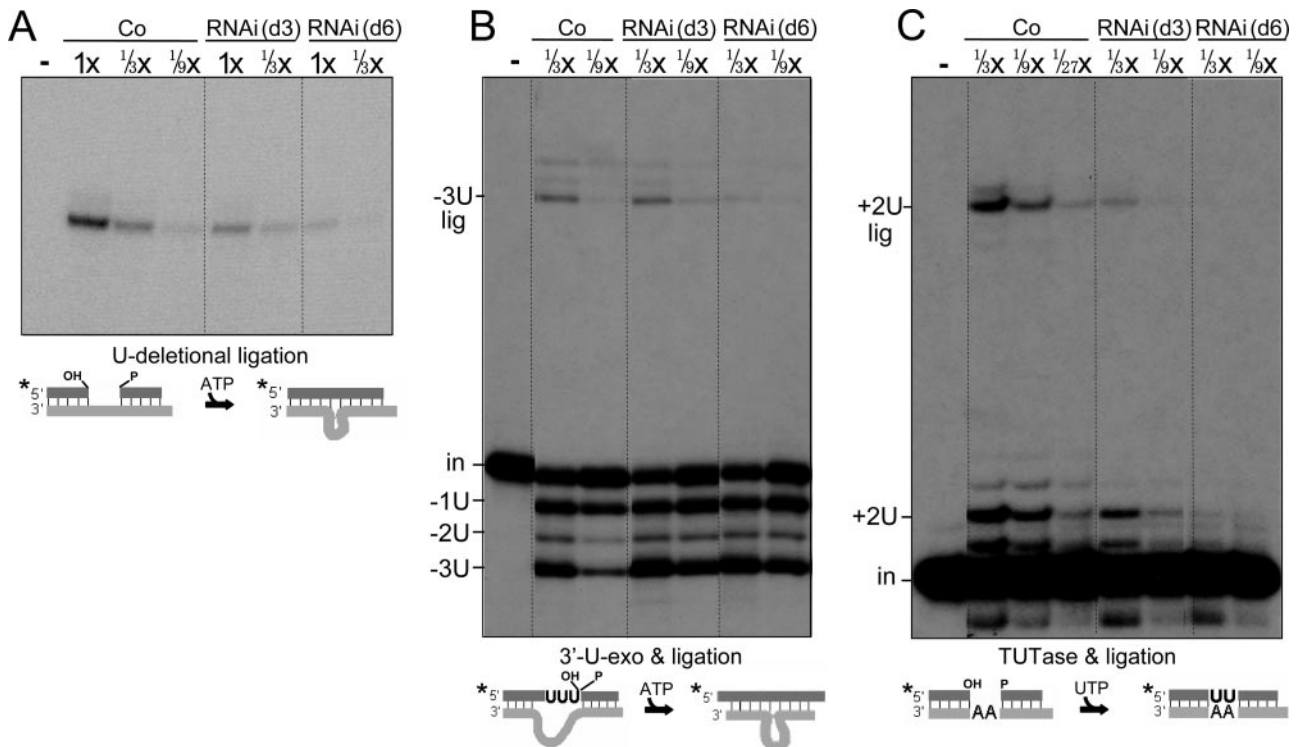 A
Co RNAi (d3) RNAi (d6)
- 1x ⅓x ⅑x 1x ⅓x 1x ⅓x
U-deletional ligation
OH P
* 5' ATP * 5'
3' 3'
B
Co RNAi (d3) RNAi (d6)
- ⅓x ⅑x ⅓x ⅑x ⅓x ⅑x
-3U
lig
in
-1U
-2U
-3U
3'-U-exo & ligation
OH P
* 5' UUU ATP * 5'
3' 3'
C
Co RNAi (d3) RNAi (d6)
- ⅓x ⅑x 1/27x ⅓x ⅑x ⅓x ⅑x
+2U
lig
+2U
in
TUTase & ligation
OH P
* 5' UTP * 5' UU
3' AA 3' AA